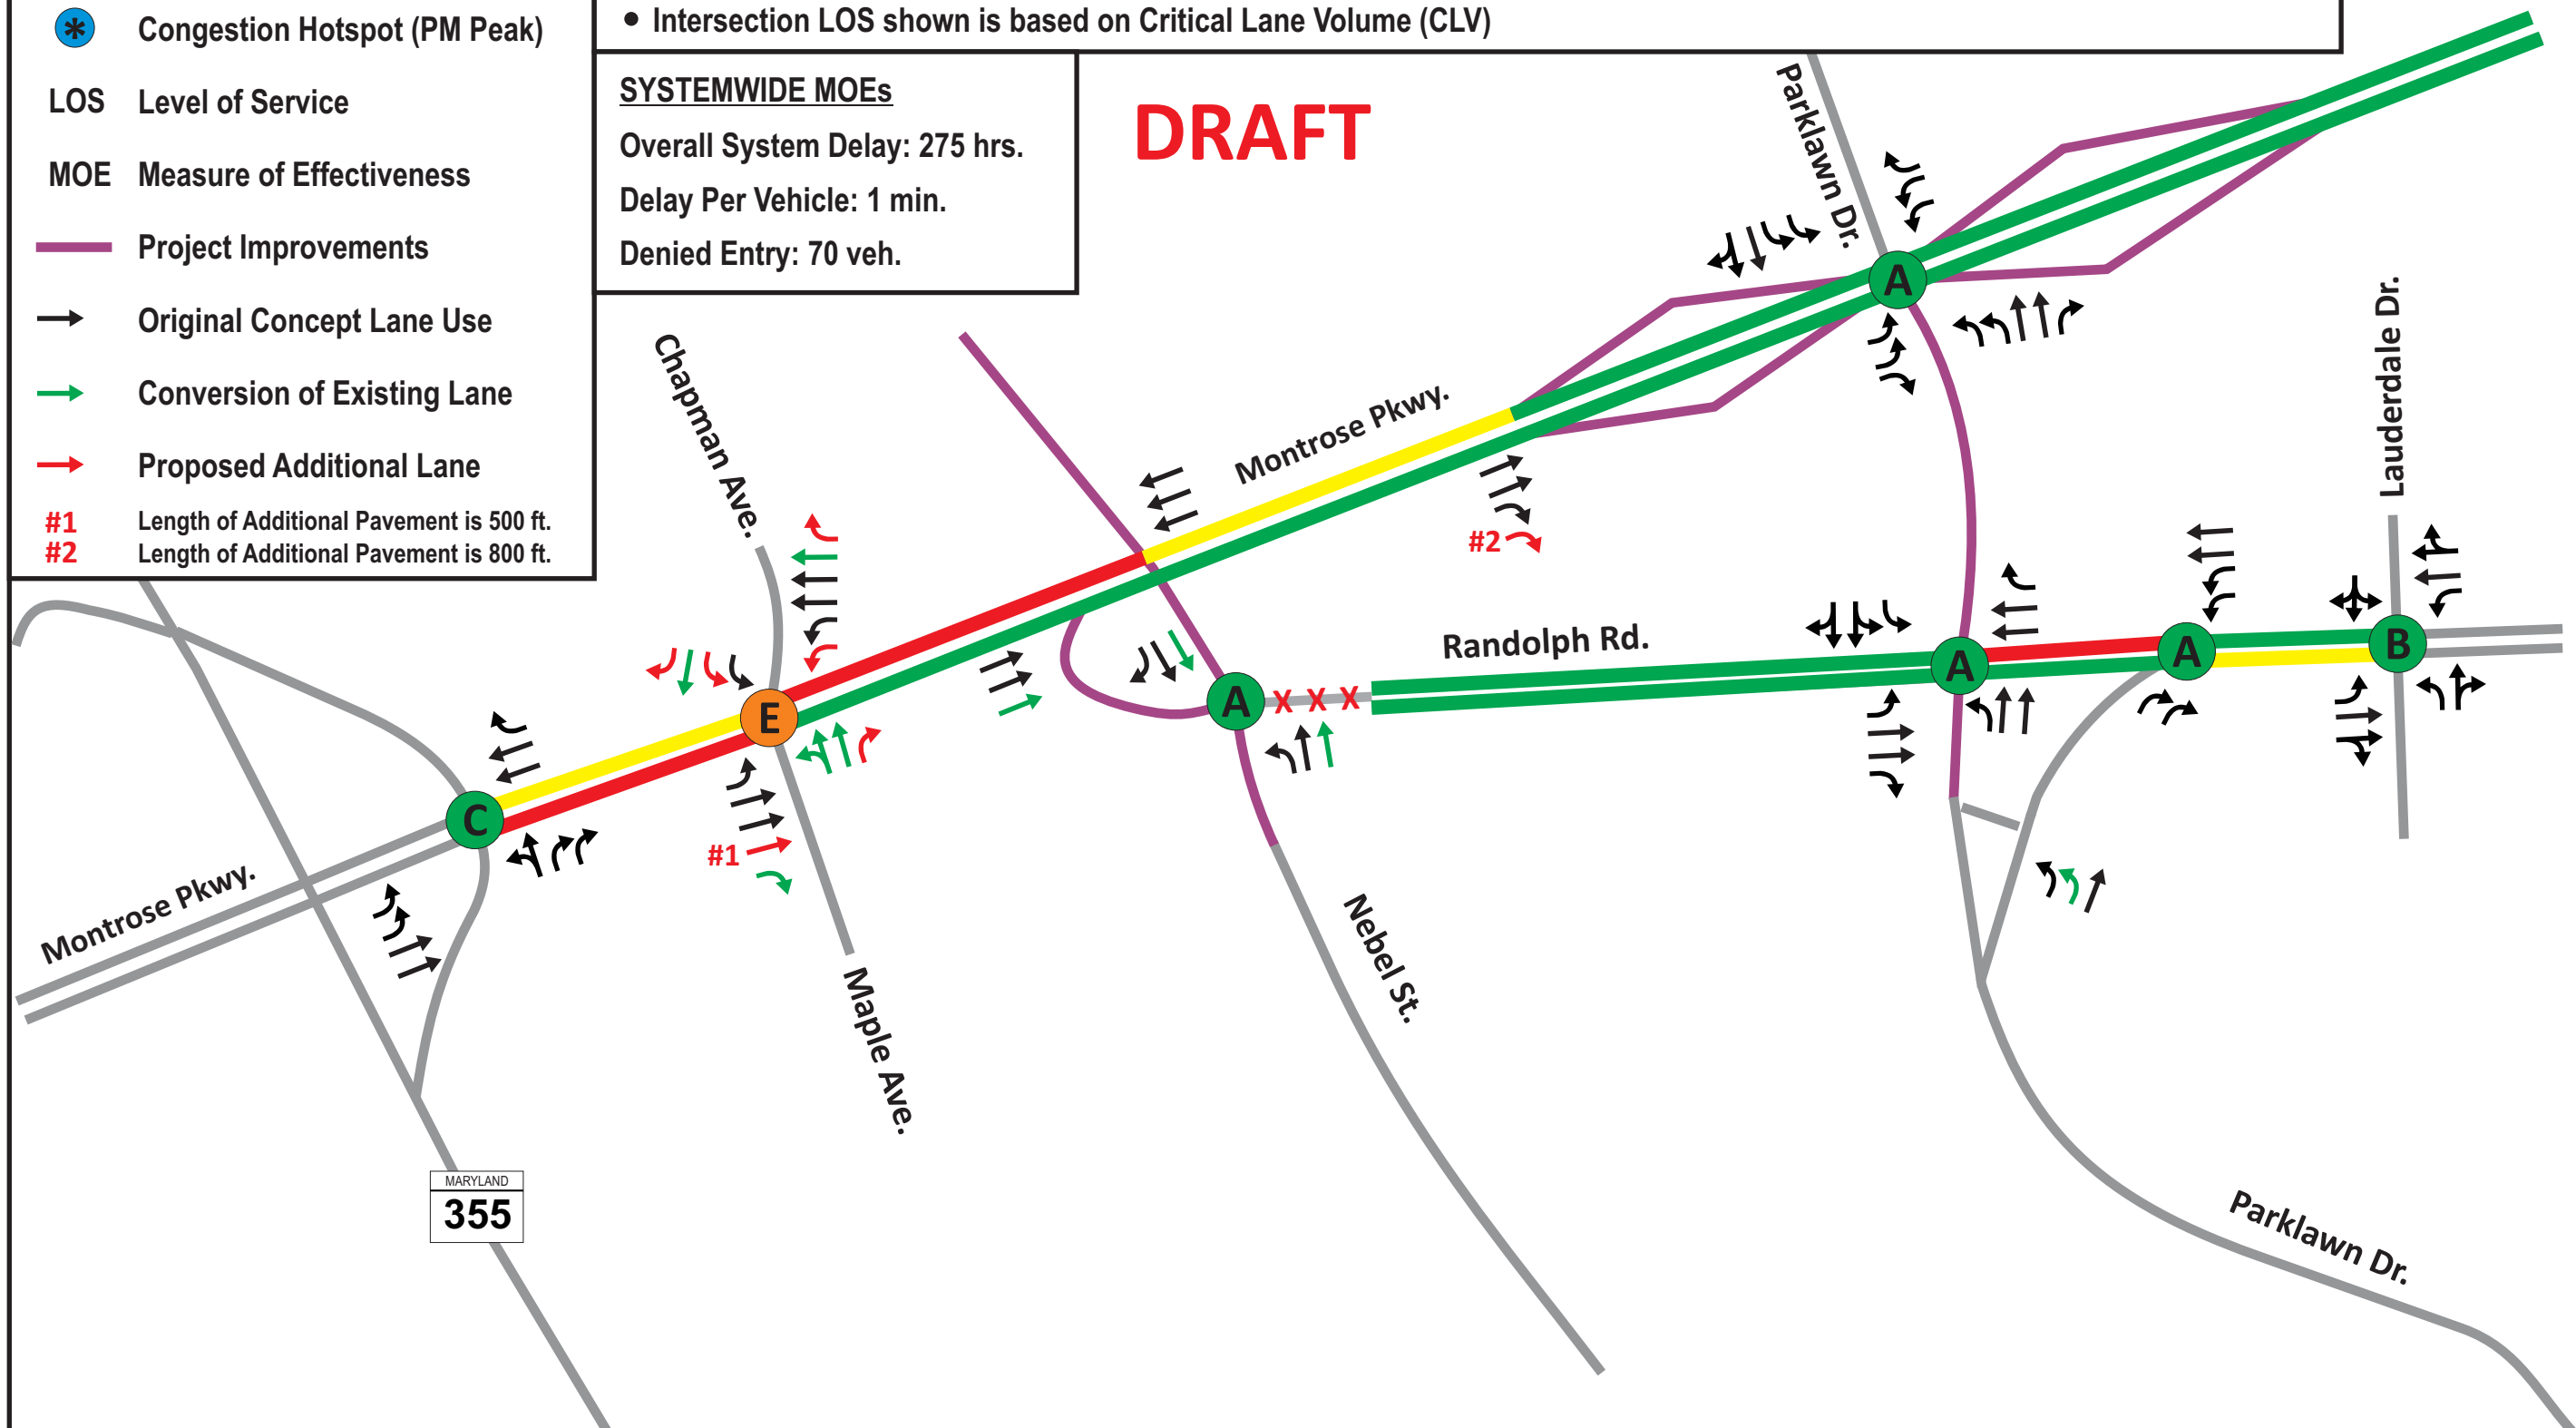 * Congestion Hotspot (PM Peak)
LOS Level of Service
MOE Measure of Effectiveness
Project Improvements
Original Concept Lane Use
Conversion of Existing Lane
Proposed Additional Lane
#1 Length of Additional Pavement is 500 ft.
#2 Length of Additional Pavement is 800 ft.
• Intersection LOS shown is based on Critical Lane Volume (CLV)
SYSTEMWIDE MOEs
Overall System Delay: 275 hrs.
Delay Per Vehicle: 1 min.
Denied Entry: 70 veh.
DRAFT
Parklawn Dr.
A
Lauderdale Dr.
Chapman Ave.
Montrose Pkwy.
#2
Randolph Rd.
E
A
X X X
A
A
B
C
#1
Montrose Pkwy.
Maple Ave.
Nebel St.
MARYLAND
355
Parklawn Dr.